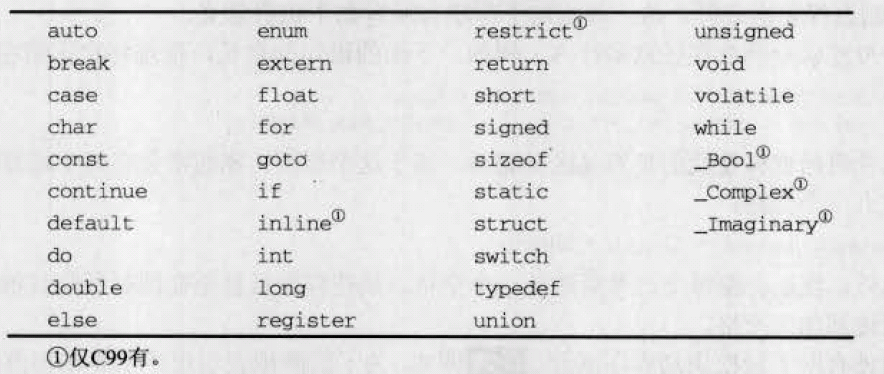 auto enum restrict① unsigned
break extern return void
case float short volatile
char for signed while
const goto sizeof _Bool①
continue if static _Complex①
default inline① struct _Imaginary①
do int switch
double long typedef
else register union
①仅C99有。